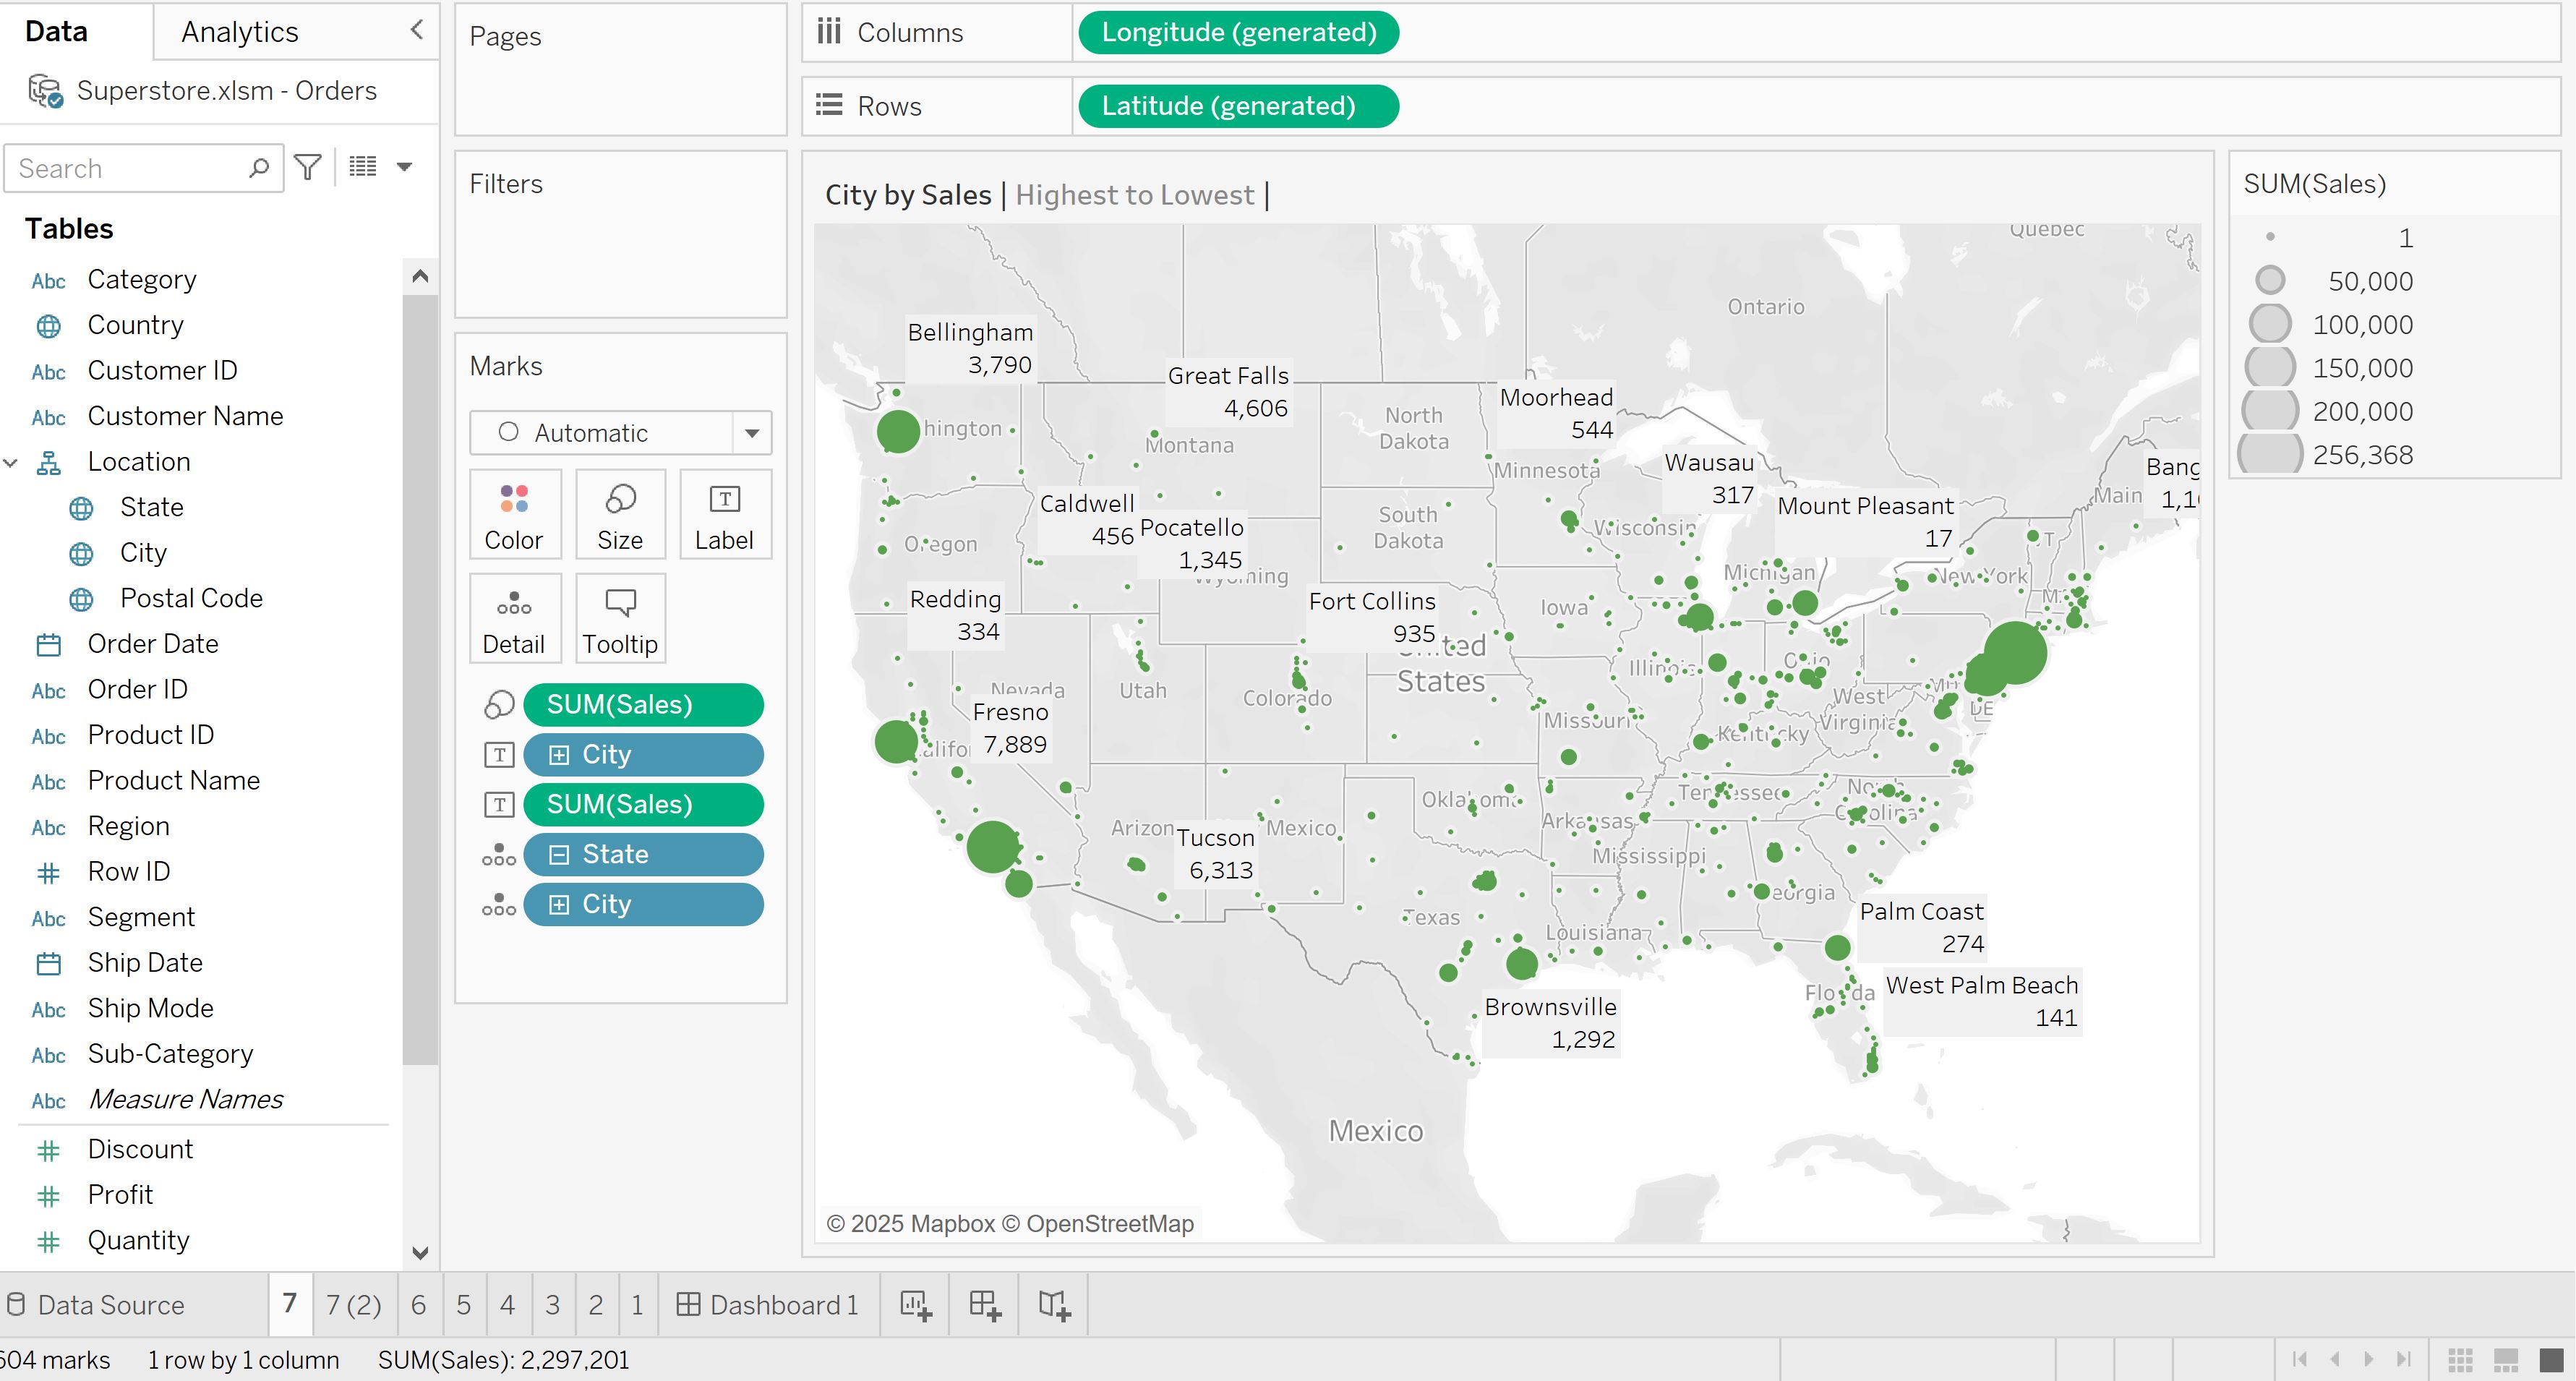 Data
Analytics
Superstore.xlsm - Orders
Search
Tables
Abc Category
Country
Abc Customer ID
Abc Customer Name
Location
State
City
Postal Code
Order Date
Abc Order ID
Abc Product ID
Abc Product Name
Abc Region
# Row ID
Abc Segment
Ship Date
Abc Ship Mode
Abc Sub-Category
Abc Measure Names
# Discount
# Profit
# Quantity
Pages
Filters
Marks
Automatic
Color Size Label
Detail Tooltip
SUM(Sales)
City
SUM(Sales)
State
City
Columns Longitude (generated)
Rows Latitude (generated)
City by Sales | Highest to Lowest |
Quebec
Ontario
Bellingham
3,790
Great Falls
4,606
Moorhead
544
North
Dakota
hington
Montana
Minnesota
Wausau
317
Bang
Main
Caldwell
456
Pocatello
1,345
South
Dakota
Wisconsin
Mount Pleasant
17
Oregon
Wyoming
Michigan
New York
Redding
334
Fort Collins
935
Iowa
United
States
Illinois
Ohio
Nevada
Utah
Colorado
West
Virginia
DE
Fresno
7,889
Missouri
Kentucky
Tucson
6,313
Arizon
Mexico
Oklahoma
Arkansas
Tennessee
North
Carolina
Mississippi
Texas
Louisiana
eorgia
Palm Coast
274
Florida
West Palm Beach
141
Brownsville
1,292
Mexico
© 2025 Mapbox © OpenStreetMap
SUM(Sales)
1
50,000
100,000
150,000
200,000
256,368
Data Source 7 7 (2) 6 5 4 3 2 1 Dashboard 1
604 marks 1 row by 1 column SUM(Sales): 2,297,201